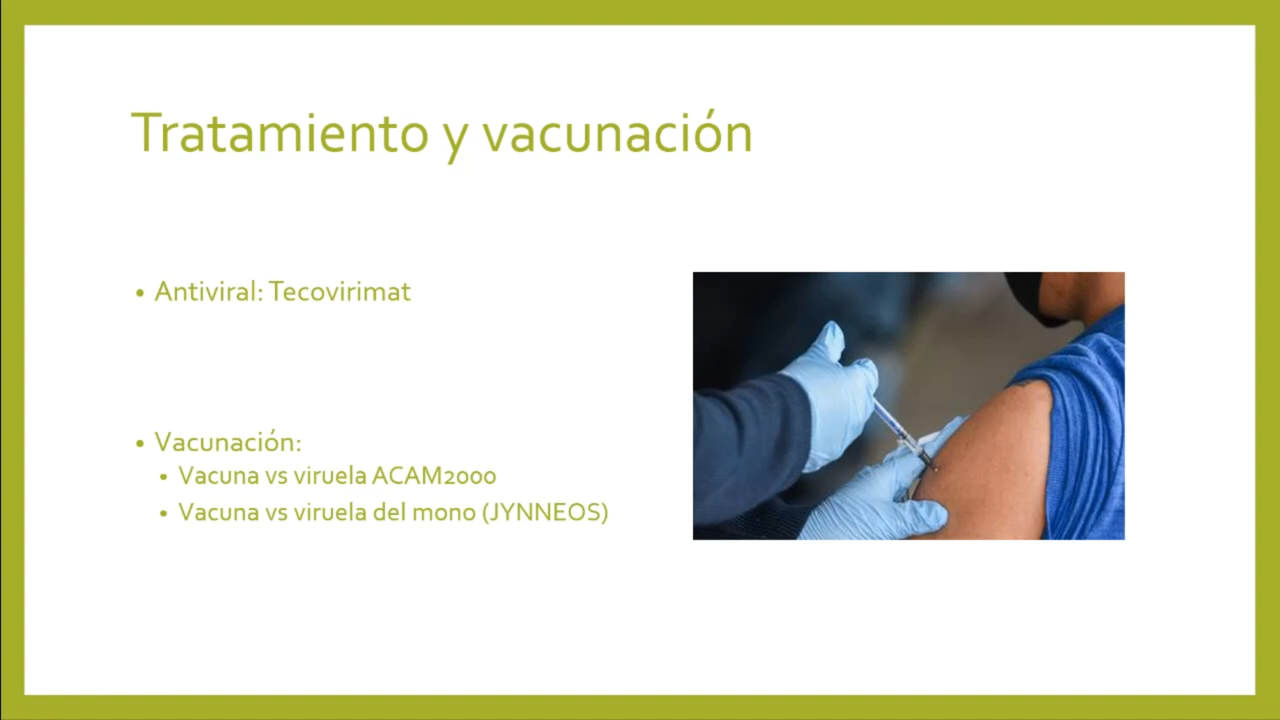 Tratamiento y vacunación
• Antiviral: Tecovirimat
• Vacunación:
• Vacuna vs viruela ACAM2000
• Vacuna vs viruela del mono (JYNNEOS)